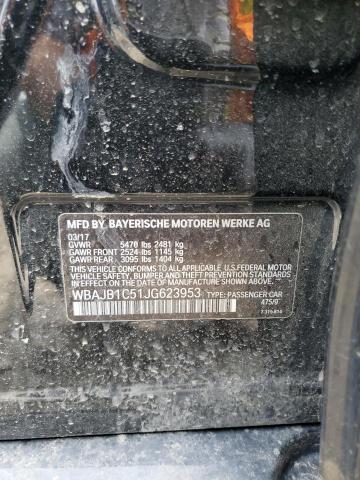 MFD BY BAYERISCHE MOTOREN WERKE AG
03/17
GVWR 5470 lbs 2481 kg
GAWR FRONT 2524 lbs 1145 kg
GAWR REAR 3095 lbs 1404 kg
THIS VEHICLE CONFORMS TO ALL APPLICABLE U.S. FEDERAL MOTOR
VEHICLE SAFETY, BUMPER, AND THEFT PREVENTION STANDARDS
IN EFFECT ON THE DATE OF MANUFACTURE SHOWN ABOVE.
WBAJB1C51JG623953 TYPE: PASSENGER CAR
475/9